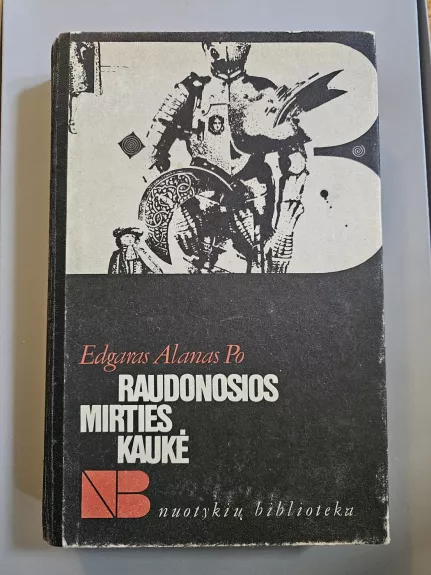 Edgaras Alanas Po
RAUDONOSIOS
MIRTIES
KAUKĖ
NB
nuotykių biblioteka